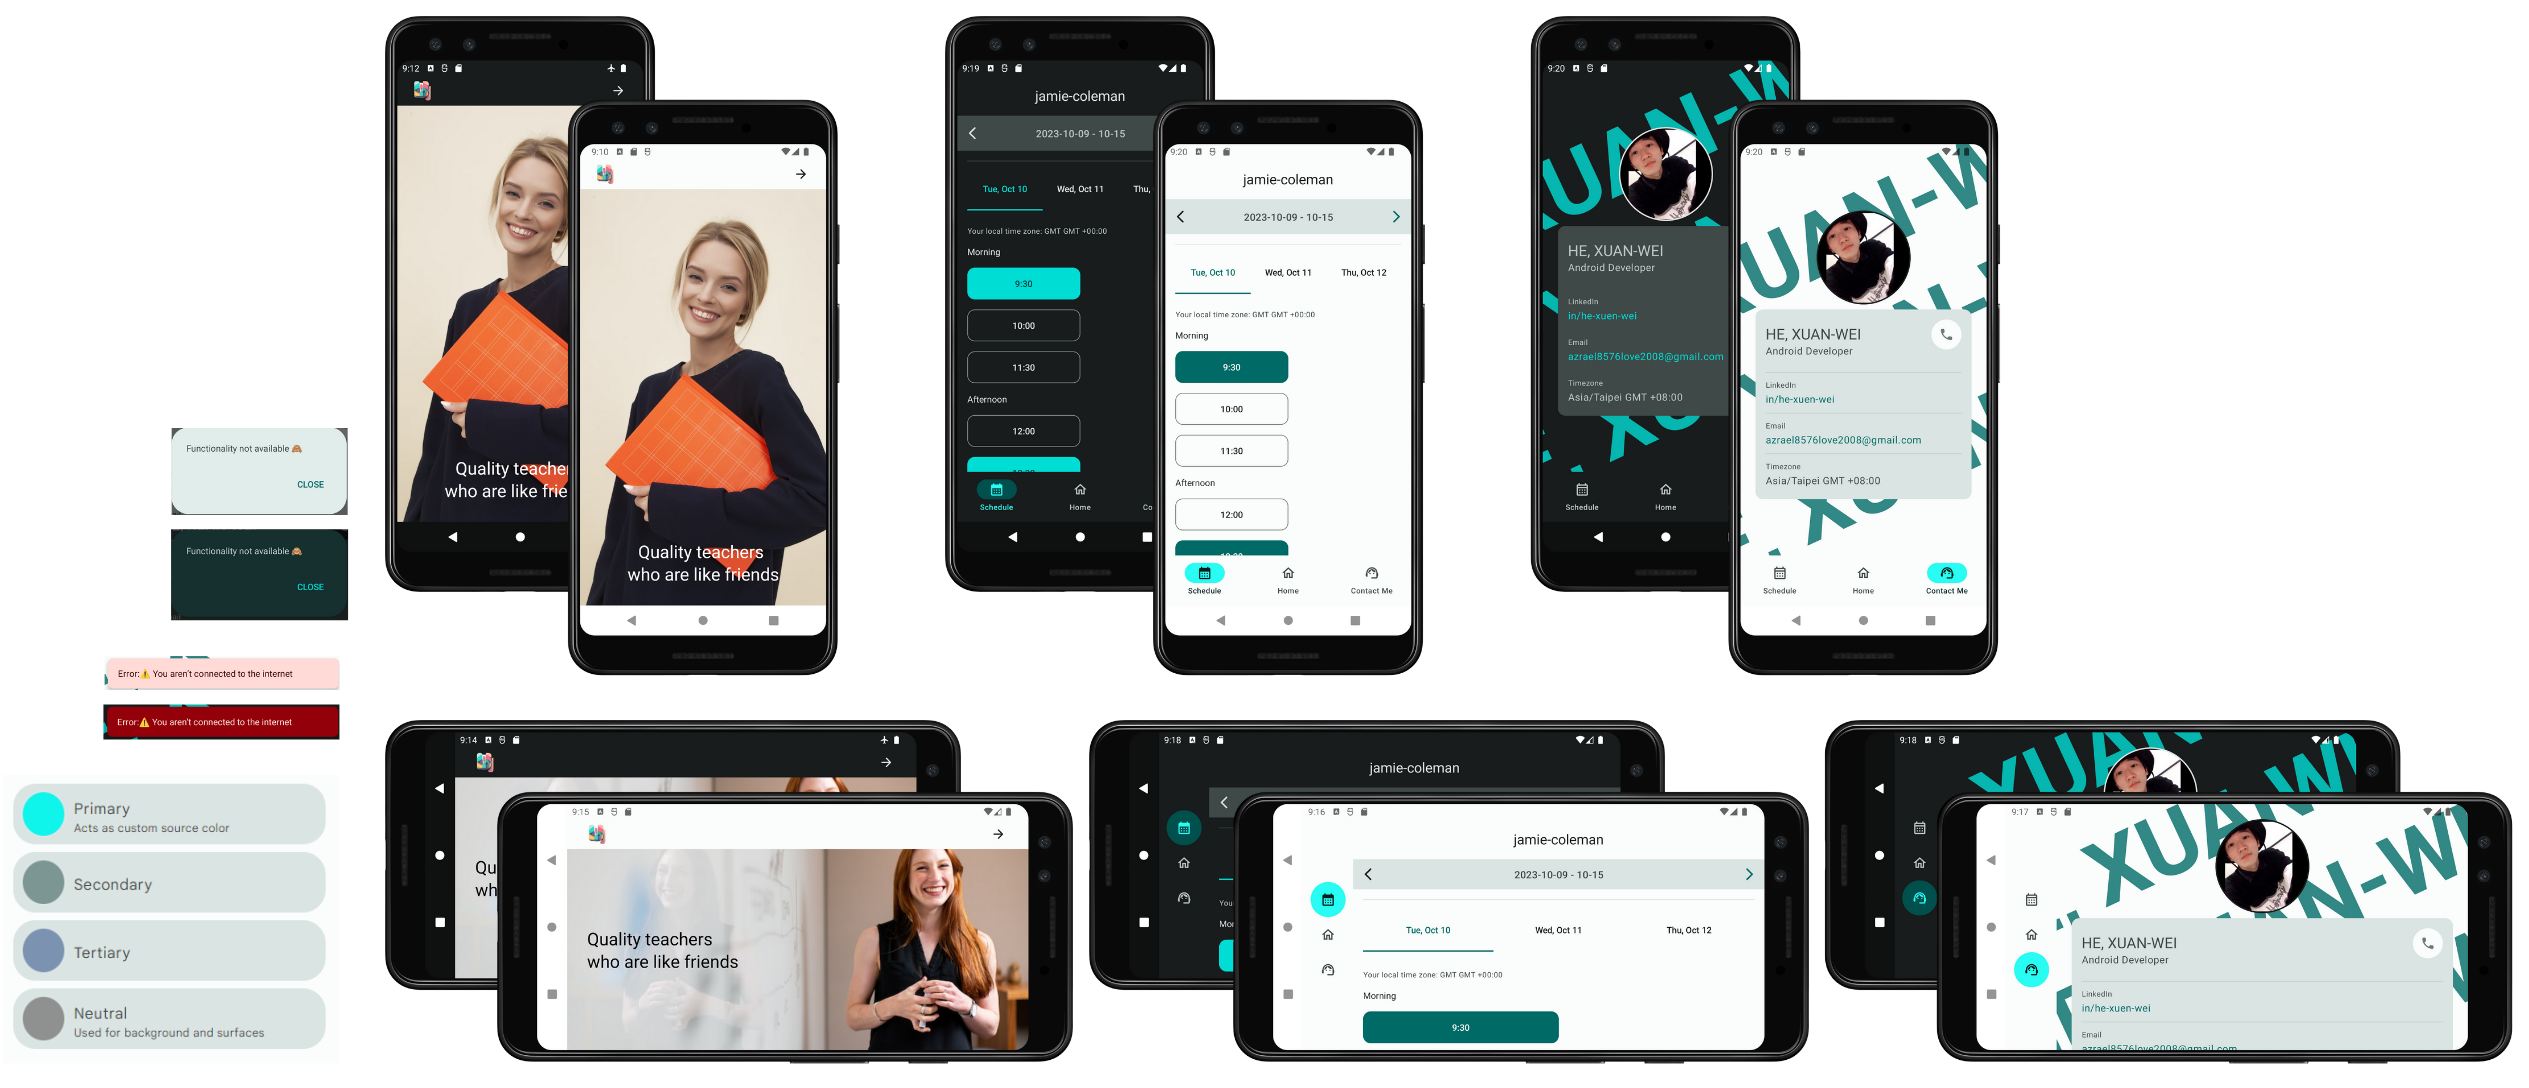 Functionality not available 🙈
CLOSE
Functionality not available 🙈
CLOSE
Error:⚠️ You aren't connected to the internet
Error:⚠️ You aren't connected to the internet
Primary
Acts as custom source color
Secondary
Tertiary
Neutral
Used for background and surfaces
9:12
Quality teache
who are like frie
9:10
Quality teachers
who are like friends
9:19
jamie-coleman
2023-10-09 - 10-15
Tue, Oct 10 Wed, Oct 11 Thu,
Your local time zone: GMT GMT +00:00
Morning
9:30
10:00
11:30
Afternoon
12:00
Schedule Home Co
9:20
jamie-coleman
2023-10-09 - 10-15
Tue, Oct 10 Wed, Oct 11 Thu, Oct 12
Your local time zone: GMT GMT +00:00
Morning
9:30
10:00
11:30
Afternoon
12:00
Schedule Home Contact Me
9:20
XUAN-W
HE, XUAN-WEI
Android Developer
LinkedIn
in/he-xuen-wei
Email
azrael8576love2008@gmail.com
Timezone
Asia/Taipei GMT +08:00
Schedule Home
9:20
XUAN-W
HE, XUAN-WEI
Android Developer
LinkedIn
in/he-xuen-wei
Email
azrael8576love2008@gmail.com
Timezone
Asia/Taipei GMT +08:00
Schedule Home Contact Me
9:14
Qu
wh
9:15
Quality teachers
who are like friends
9:18
jamie-coleman
You
Mor
9:16
jamie-coleman
2023-10-09 - 10-15
Tue, Oct 10 Wed, Oct 11 Thu, Oct 12
Your local time zone: GMT GMT +00:00
Morning
9:30
9:18
XUAN-W
9:17
XUAN-W
HE, XUAN-WEI
Android Developer
LinkedIn
in/he-xuen-wei
Email
azrael8576love2008@gmail.com